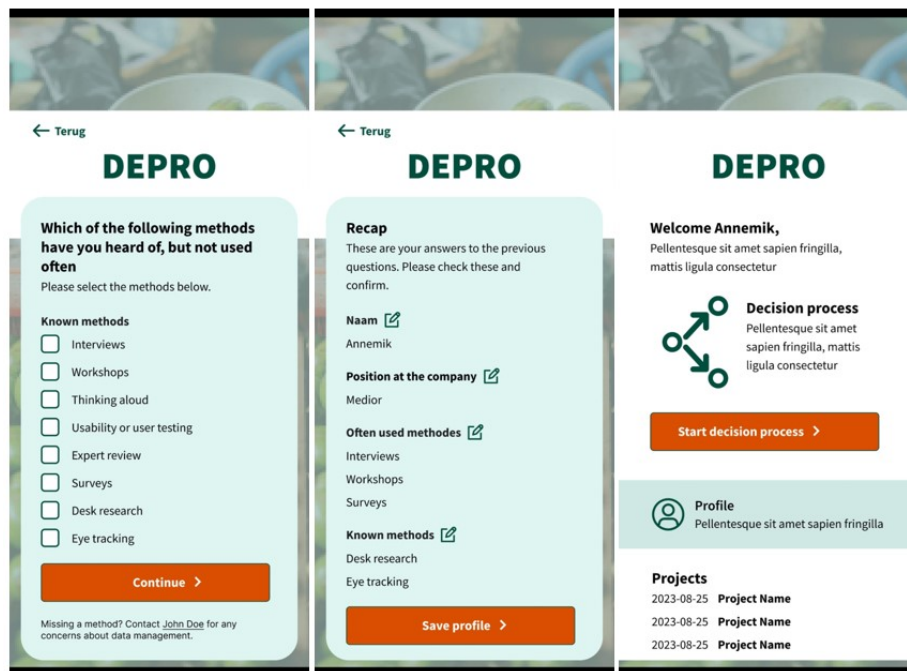 Terug
DEPRO
Which of the following methods
have you heard of, but not used
often
Please select the methods below.
Known methods
Interviews
Workshops
Thinking aloud
Usability or user testing
Expert review
Surveys
Desk research
Eye tracking
Continue
Missing a method? Contact John Doe for any
concerns about data management.
Terug
DEPRO
Recap
These are your answers to the previous
questions. Please check these and
confirm.
Naam
Annemik
Position at the company
Medior
Often used methodes
Interviews
Workshops
Surveys
Known methods
Desk research
Eye tracking
Save profile
DEPRO
Welcome Annemik,
Pellentesque sit amet sapien fringilla,
mattis ligula consectetur
Decision process
Pellentesque sit amet
sapien fringilla, mattis
ligula consectetur
Start decision process
Profile
Pellentesque sit amet sapien fringilla
Projects
2023-08-25 Project Name
2023-08-25 Project Name
2023-08-25 Project Name